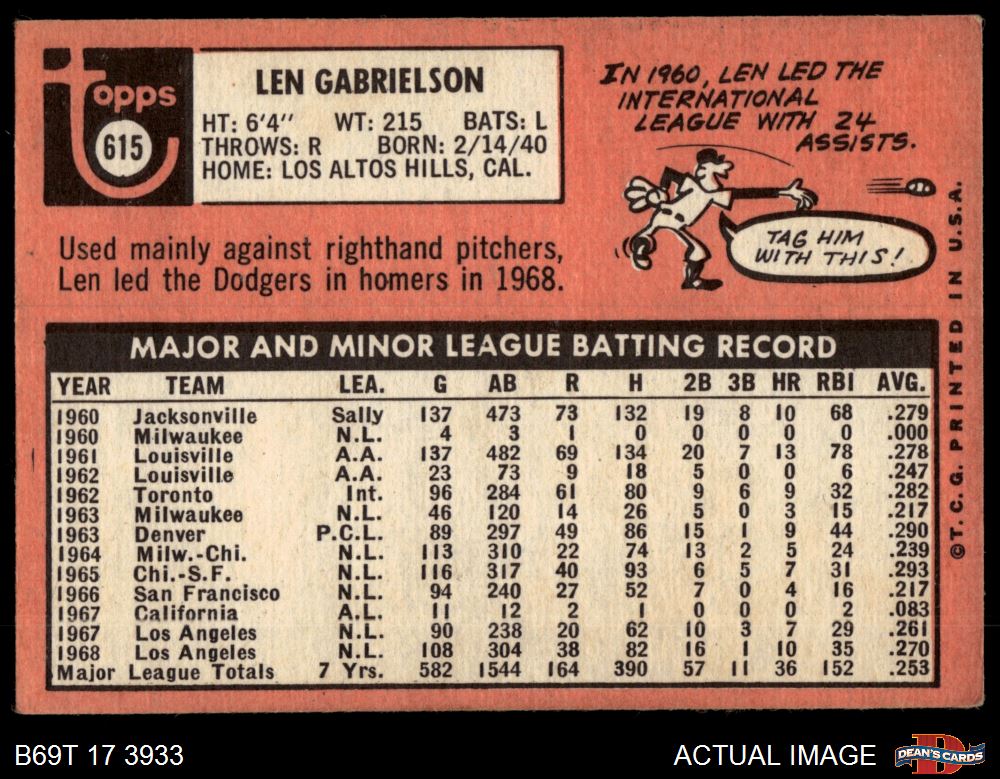 topps
615
LEN GABRIELSON
HT: 6'4" WT: 215 BATS: L
THROWS: R BORN: 2/14/40
HOME: LOS ALTOS HILLS, CAL.
IN 1960, LEN LED THE
INTERNATIONAL
LEAGUE WITH 24
ASSISTS.
TAG HIM
WITH THIS!
Used mainly against righthand pitchers,
Len led the Dodgers in homers in 1968.
MAJOR AND MINOR LEAGUE BATTING RECORD
YEAR TEAM LEA. G AB R H 2B 3B HR RBI AVG.
1960 Jacksonville Sally 137 473 73 132 19 8 10 68 .279
1960 Milwaukee N.L. 4 3 1 0 0 0 0 0 .000
1961 Louisville A.A. 137 482 69 134 20 7 13 78 .278
1962 Louisville A.A. 23 73 9 18 5 0 0 6 .247
1962 Toronto Int. 96 284 61 80 9 6 9 32 .282
1963 Milwaukee N.L. 46 120 14 26 5 0 3 15 .217
1963 Denver P.C.L. 89 297 49 86 15 1 9 44 .290
1964 Milw.-Chi. N.L. 113 310 22 74 13 2 5 24 .239
1965 Chi.-S.F. N.L. 116 317 40 93 6 5 7 31 .293
1966 San Francisco N.L. 94 240 27 52 7 0 4 16 .217
1967 California A.L. 11 12 2 1 0 0 0 2 .083
1967 Los Angeles N.L. 90 238 20 62 10 3 7 29 .261
1968 Los Angeles N.L. 108 304 38 82 16 1 10 35 .270
Major League Totals 7 Yrs. 582 1544 164 390 57 11 36 152 .253
©T.C.G. PRINTED IN U.S.A.
B69T 17 3933
ACTUAL IMAGE
DEAN'S CARDS